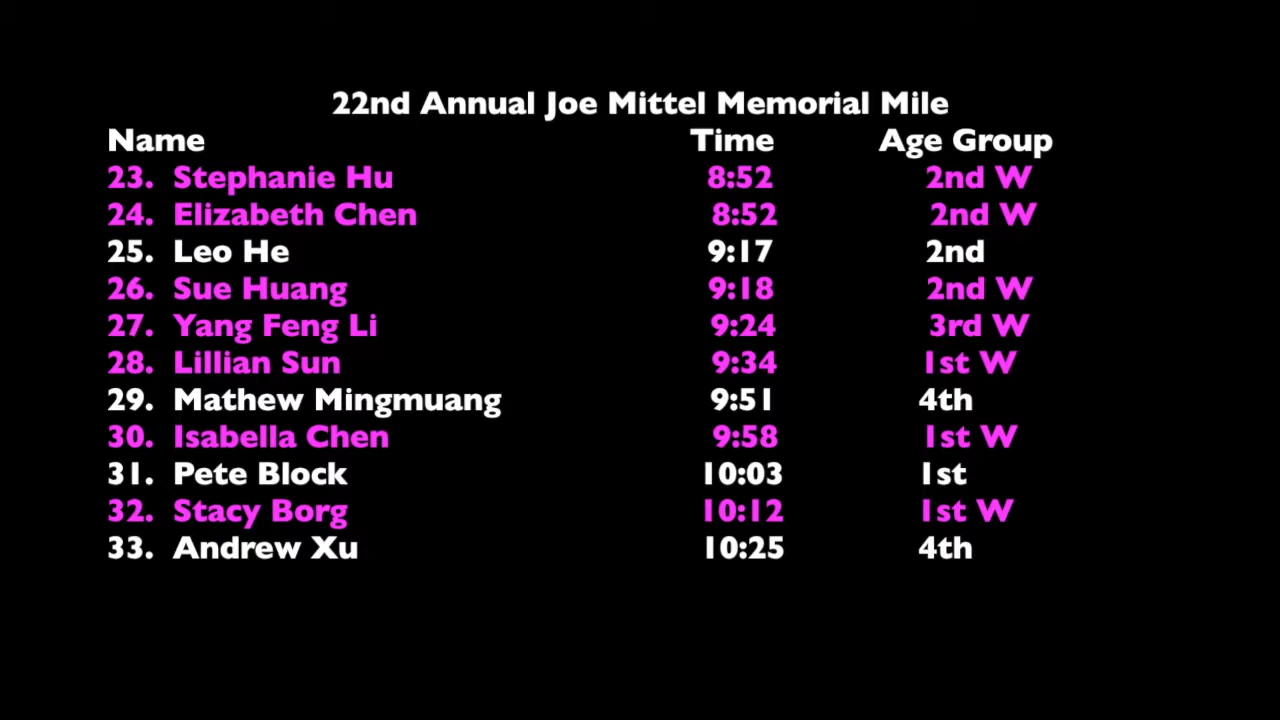 22nd Annual Joe Mittel Memorial Mile
Name Time Age Group
23. Stephanie Hu 8:52 2nd W
24. Elizabeth Chen 8:52 2nd W
25. Leo He 9:17 2nd
26. Sue Huang 9:18 2nd W
27. Yang Feng Li 9:24 3rd W
28. Lillian Sun 9:34 1st W
29. Mathew Mingmuang 9:51 4th
30. Isabella Chen 9:58 1st W
31. Pete Block 10:03 1st
32. Stacy Borg 10:12 1st W
33. Andrew Xu 10:25 4th